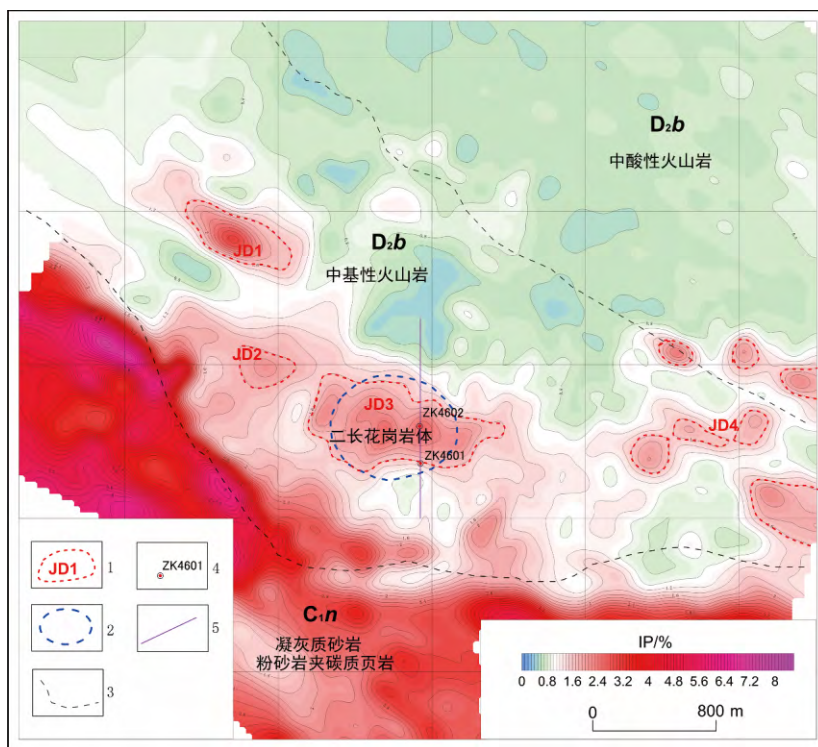 D₂b
中酸性火山岩
JD1
D₂b
中基性火山岩
JD2
JD3
ZK4602
二长花岗岩体
ZK4601
JD4
C₁n
凝灰质砂岩
粉砂岩夹碳质页岩
JD1 1
ZK4601 4
2
5
3
IP/%
0 0.8 1.6 2.4 3.2 4 4.8 5.6 6.4 7.2 8
0 800 m